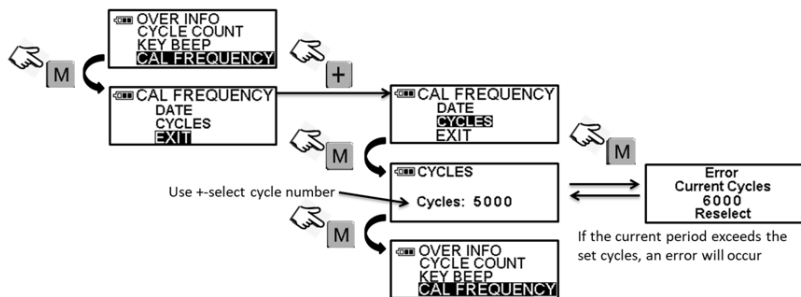 OVER INFO
CYCLE COUNT
KEY BEEP
CAL FREQUENCY
M
+
CAL FREQUENCY
DATE
CYCLES
EXIT
CAL FREQUENCY
DATE
CYCLES
EXIT
M
M
CYCLES
Cycles: 5000
Use +-select cycle number
Error
Current Cycles
6000
Reselect
If the current period exceeds the
set cycles, an error will occur
M
OVER INFO
CYCLE COUNT
KEY BEEP
CAL FREQUENCY